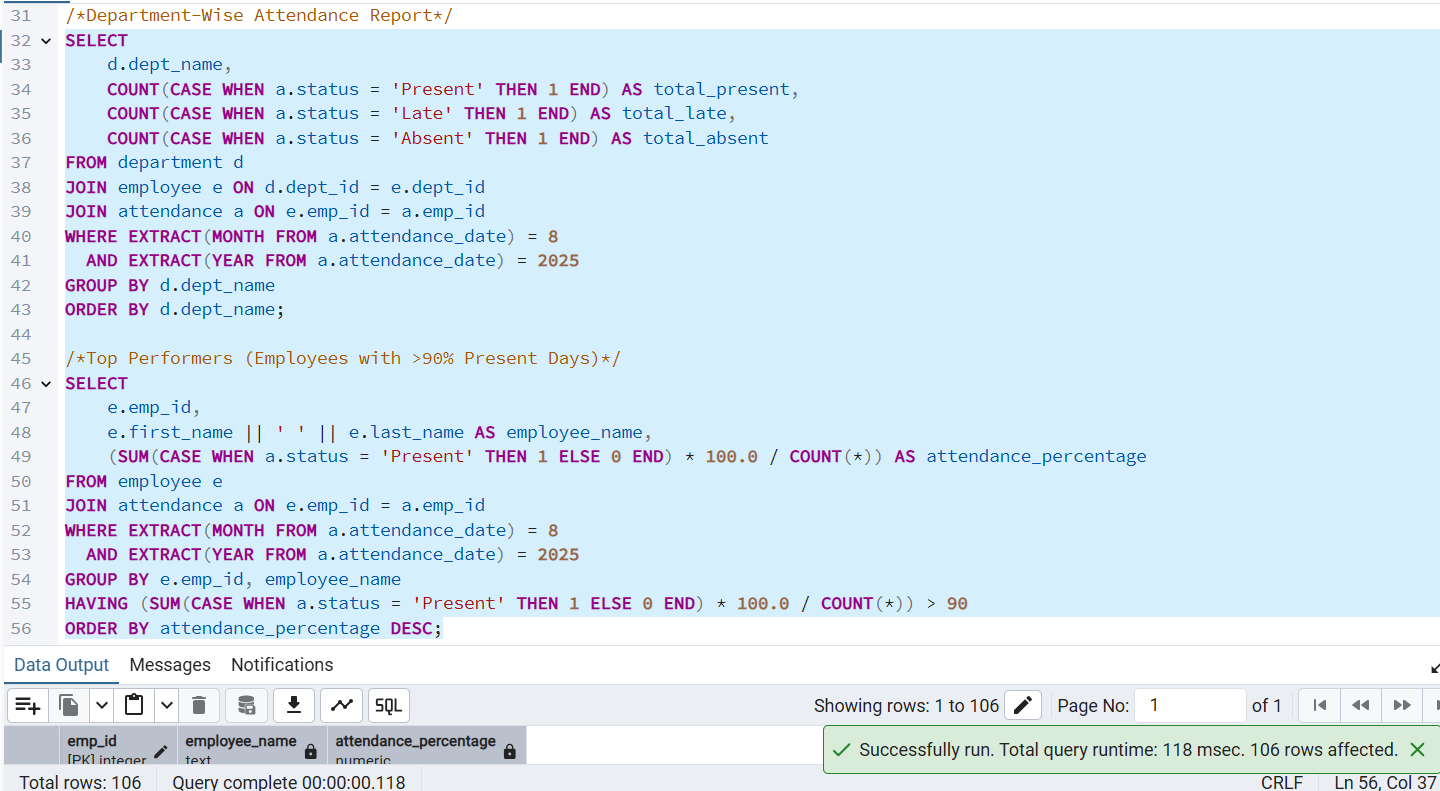 31 /*Department-Wise Attendance Report*/
32 SELECT
33 d.dept_name,
34 COUNT(CASE WHEN a.status = 'Present' THEN 1 END) AS total_present,
35 COUNT(CASE WHEN a.status = 'Late' THEN 1 END) AS total_late,
36 COUNT(CASE WHEN a.status = 'Absent' THEN 1 END) AS total_absent
37 FROM department d
38 JOIN employee e ON d.dept_id = e.dept_id
39 JOIN attendance a ON e.emp_id = a.emp_id
40 WHERE EXTRACT(MONTH FROM a.attendance_date) = 8
41 AND EXTRACT(YEAR FROM a.attendance_date) = 2025
42 GROUP BY d.dept_name
43 ORDER BY d.dept_name;
44
45 /*Top Performers (Employees with >90% Present Days)*/
46 SELECT
47 e.emp_id,
48 e.first_name || ' ' || e.last_name AS employee_name,
49 (SUM(CASE WHEN a.status = 'Present' THEN 1 ELSE 0 END) * 100.0 / COUNT(*)) AS attendance_percentage
50 FROM employee e
51 JOIN attendance a ON e.emp_id = a.emp_id
52 WHERE EXTRACT(MONTH FROM a.attendance_date) = 8
53 AND EXTRACT(YEAR FROM a.attendance_date) = 2025
54 GROUP BY e.emp_id, employee_name
55 HAVING (SUM(CASE WHEN a.status = 'Present' THEN 1 ELSE 0 END) * 100.0 / COUNT(*)) > 90
56 ORDER BY attendance_percentage DESC;
Data Output Messages Notifications
SQL Showing rows: 1 to 106 Page No: 1 of 1
emp_id employee_name attendance_percentage
[PK] integer text numeric
Successfully run. Total query runtime: 118 msec. 106 rows affected.
Total rows: 106 Query complete 00:00:00.118 CRLF Ln 56, Col 37